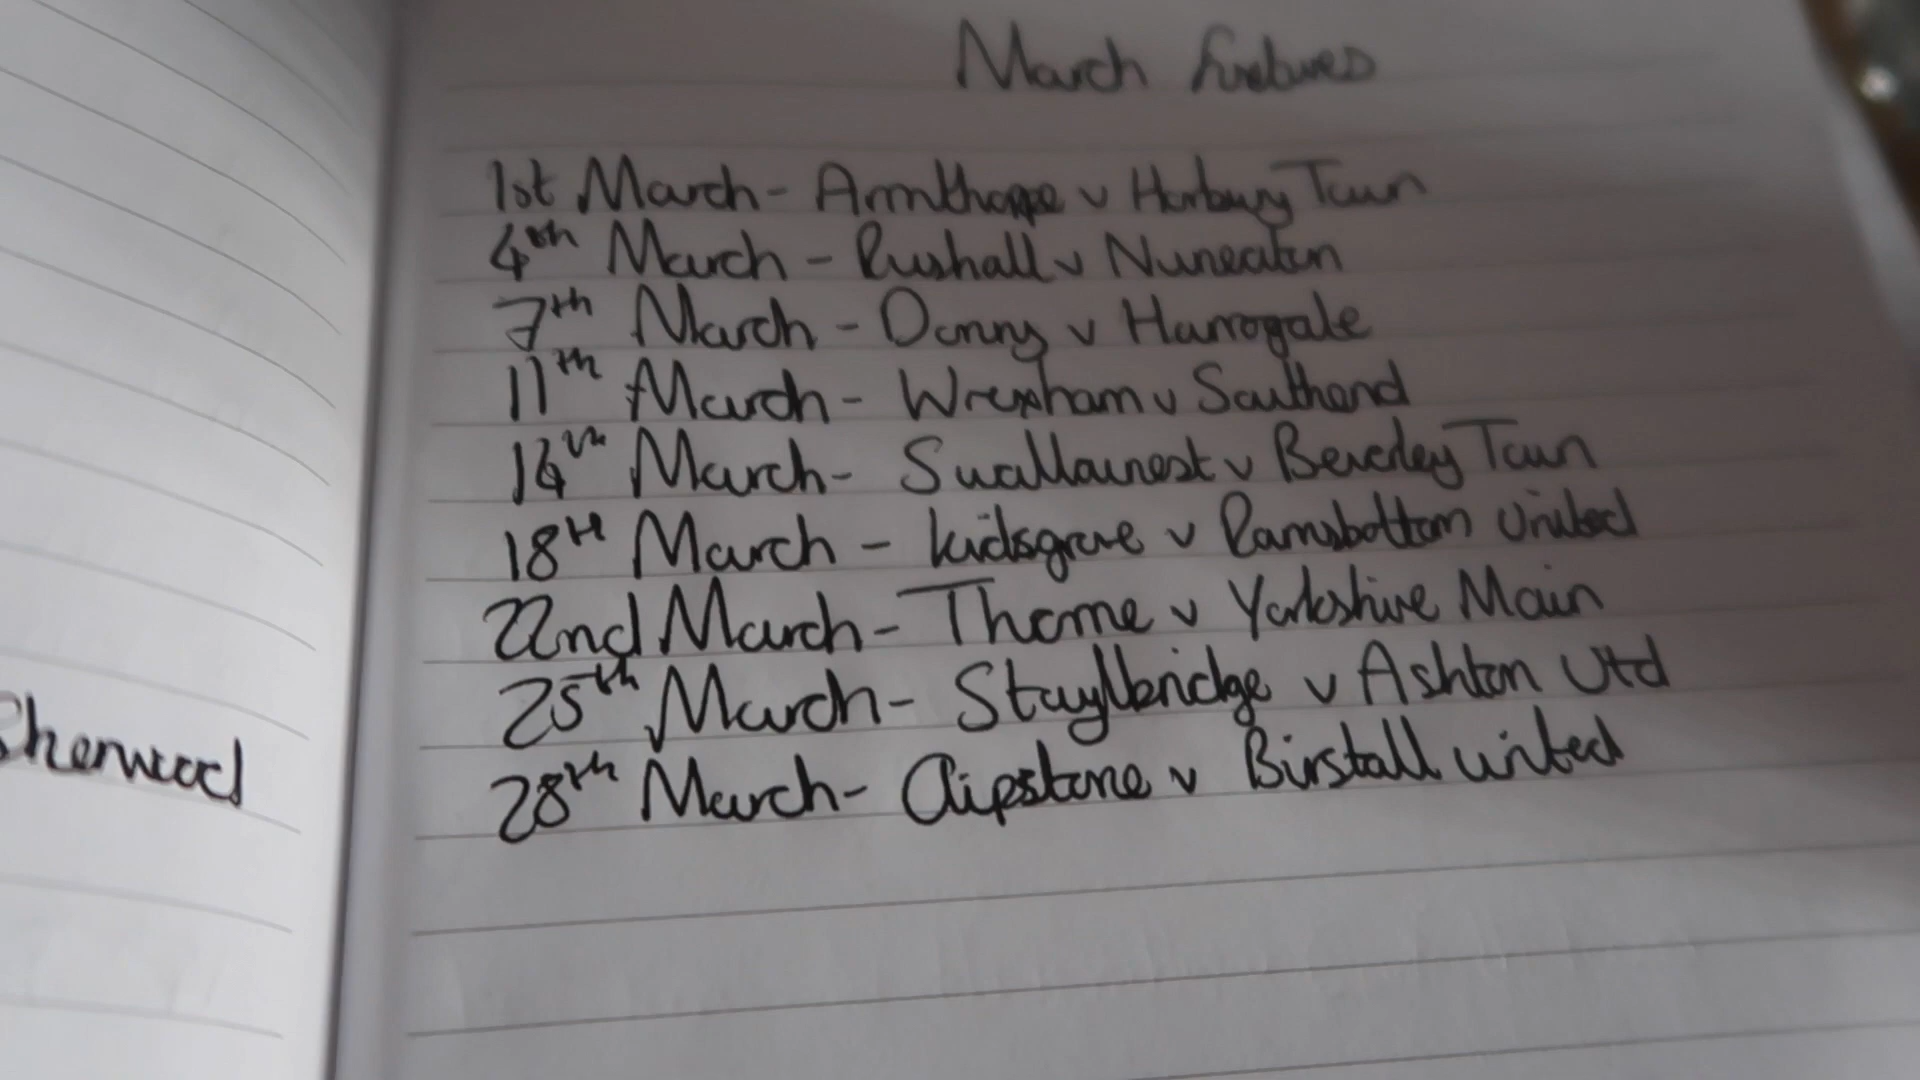 March fixtures
1st March - Armthorpe v Horbury Town
4th March - Rushall v Nuneaton
7th March - Donny v Harrogate
11th March - Wrexham v Southend
14th March - Swallownest v Beverley Town
18th March - Kidsgrove v Ramsbottom United
22nd March - Thorne v Yorkshire Main
25th March - Staylbridge v Ashton Utd
28th March - Clipstone v Birstall united
Sherwood